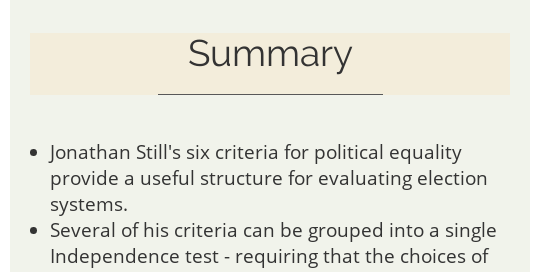 Summary
• Jonathan Still's six criteria for political equality
provide a useful structure for evaluating election
systems.
• Several of his criteria can be grouped into a single
Independence test - requiring that the choices of